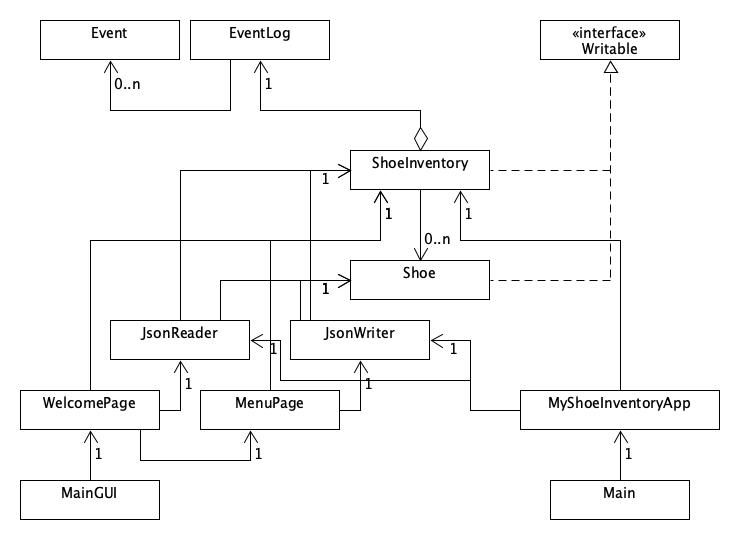 Event
EventLog
«interface»
Writable
0..n
1
ShoeInventory
1
1
1
0..n
Shoe
1
JsonReader
JsonWriter
1
1
1
1
WelcomePage
MenuPage
MyShoeInventoryApp
1
1
1
MainGUI
Main